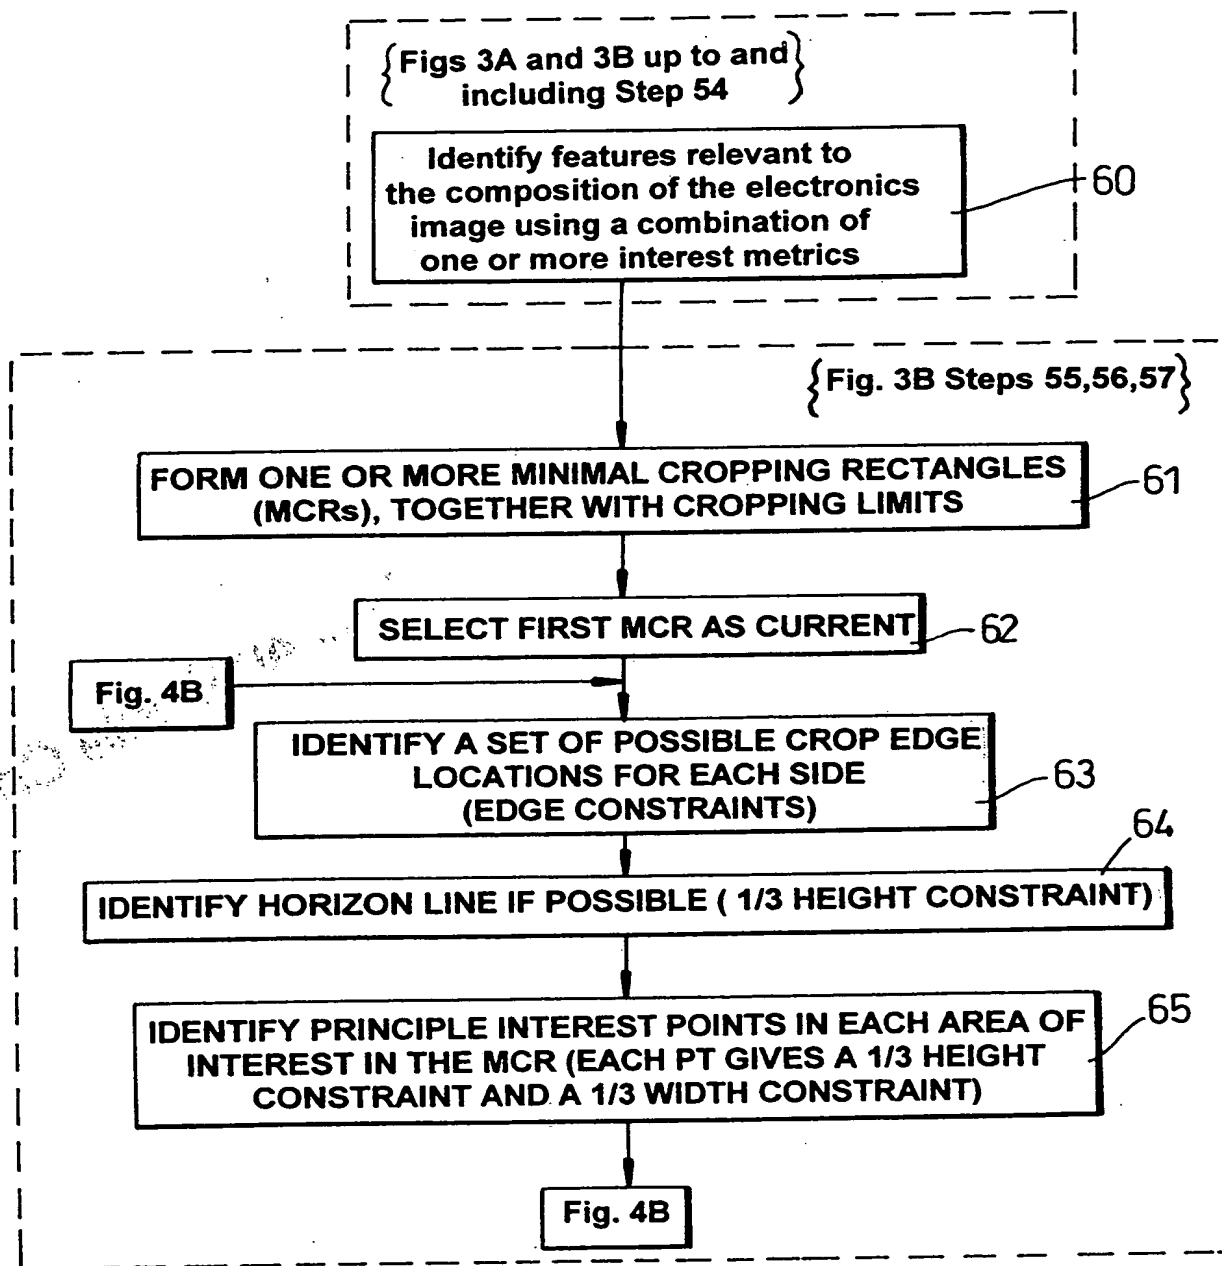 {Figs 3A and 3B up to and
including Step 54}
Identify features relevant to
the composition of the electronics
image using a combination of
one or more interest metrics
60
{Fig. 3B Steps 55,56,57}
FORM ONE OR MORE MINIMAL CROPPING RECTANGLES
(MCRs), TOGETHER WITH CROPPING LIMITS
61
SELECT FIRST MCR AS CURRENT
62
Fig. 4B
IDENTIFY A SET OF POSSIBLE CROP EDGE
LOCATIONS FOR EACH SIDE
(EDGE CONSTRAINTS)
63
64
IDENTIFY HORIZON LINE IF POSSIBLE ( 1/3 HEIGHT CONSTRAINT)
IDENTIFY PRINCIPLE INTEREST POINTS IN EACH AREA OF
INTEREST IN THE MCR (EACH PT GIVES A 1/3 HEIGHT
CONSTRAINT AND A 1/3 WIDTH CONSTRAINT)
65
Fig. 4B